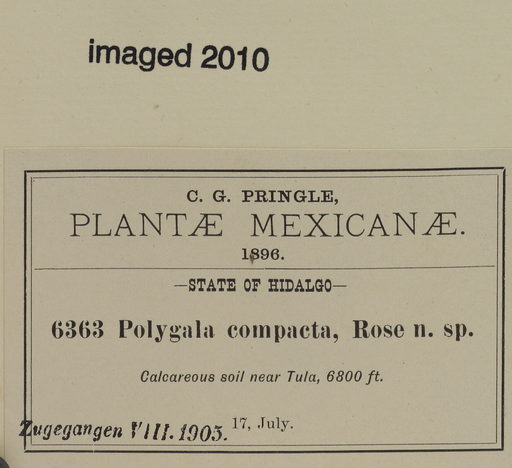 imaged 2010
C. G. PRINGLE,
PLANTÆ MEXICANÆ.
1896.
—STATE OF HIDALGO—
6363 Polygala compacta, Rose n. sp.
Calcareous soil near Tula, 6800 ft.
17, July.
Zugegangen VIII. 1905.